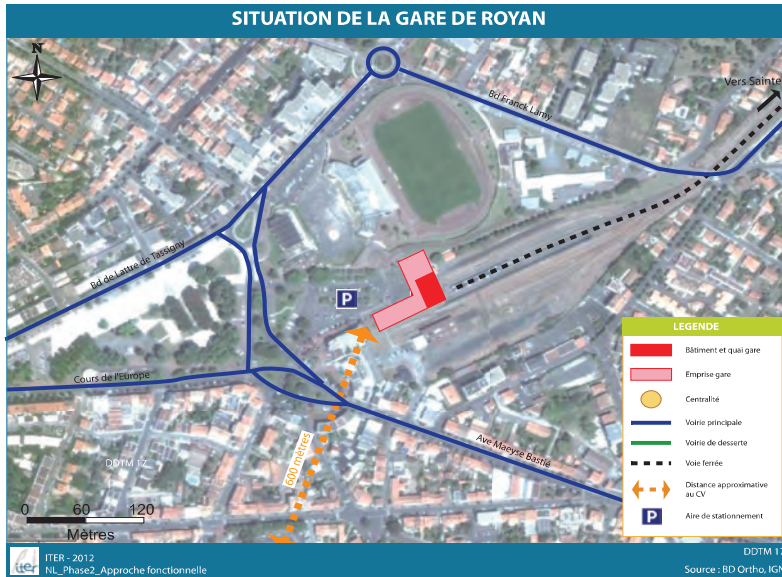 SITUATION DE LA GARE DE ROYAN
N
Vers Sainte
Bd Franck Lamy
Bd de Lattre de Tassigny
P
Cours de l'Europe
600 mètres
Ave Maeyse Bastié
DDTM 17
0 60 120
Mètres
LEGENDE
Bâtiment et quai gare
Emprise gare
Centralité
Voirie principale
Voirie de desserte
Voie ferrée
Distance approximative
au CV
P Aire de stationnement
iter
ITER - 2012
NL_Phase2_Approche fonctionnelle
DDTM 17
Source : BD Ortho, IGN